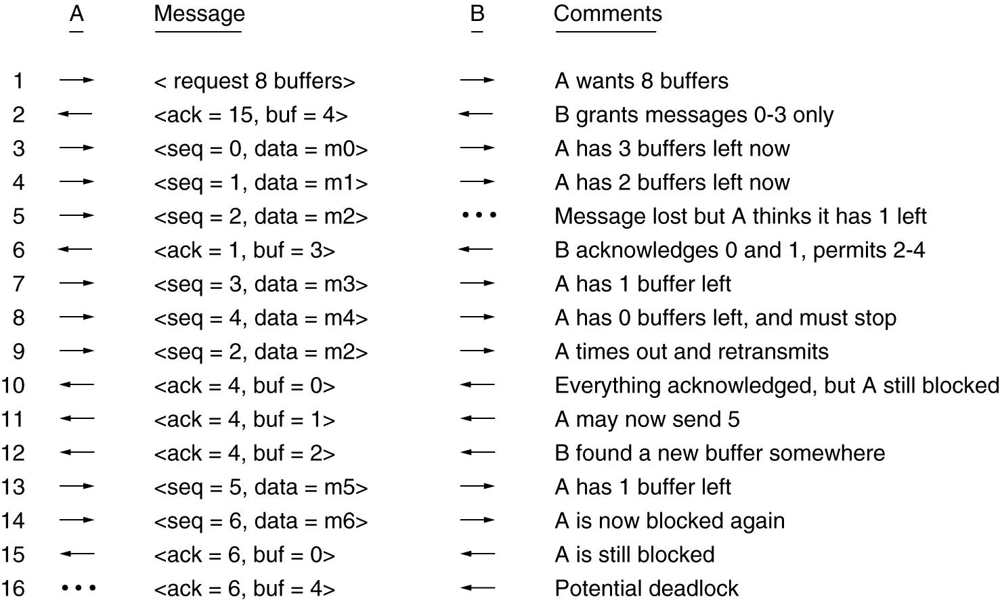 A Message B Comments
1 → < request 8 buffers> → A wants 8 buffers
2 ← <ack = 15, buf = 4> ← B grants messages 0-3 only
3 → <seq = 0, data = m0> → A has 3 buffers left now
4 → <seq = 1, data = m1> → A has 2 buffers left now
5 → <seq = 2, data = m2> ••• Message lost but A thinks it has 1 left
6 ← <ack = 1, buf = 3> ← B acknowledges 0 and 1, permits 2-4
7 → <seq = 3, data = m3> → A has 1 buffer left
8 → <seq = 4, data = m4> → A has 0 buffers left, and must stop
9 → <seq = 2, data = m2> → A times out and retransmits
10 ← <ack = 4, buf = 0> ← Everything acknowledged, but A still blocked
11 ← <ack = 4, buf = 1> ← A may now send 5
12 ← <ack = 4, buf = 2> ← B found a new buffer somewhere
13 → <seq = 5, data = m5> → A has 1 buffer left
14 → <seq = 6, data = m6> → A is now blocked again
15 ← <ack = 6, buf = 0> ← A is still blocked
16 ••• <ack = 6, buf = 4> ← Potential deadlock